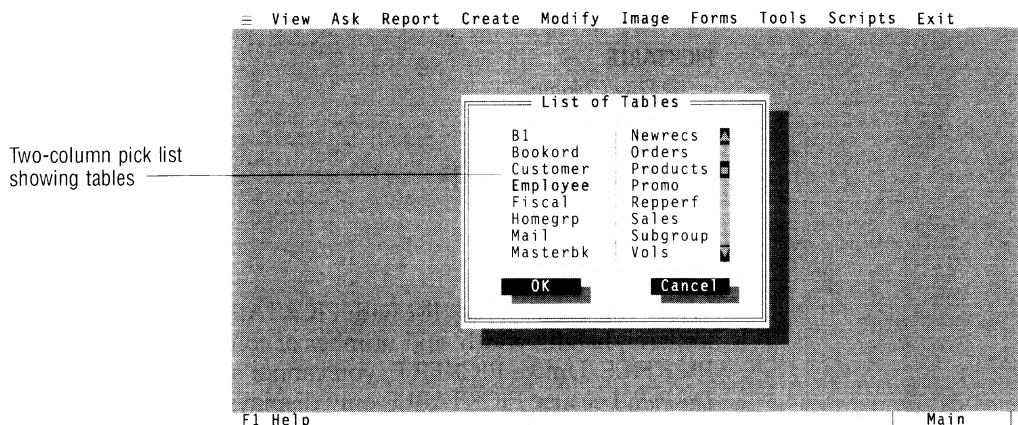 ≡ View Ask Report Create Modify Image Forms Tools Scripts Exit
List of Tables
B1 Newrecs
Bookord Orders
Customer Products
Employee Promo
Fiscal Repperf
Homegrp Sales
Mail Subgroup
Masterbk Vols
OK Cancel
Two-column pick list
showing tables
F1 Help Main